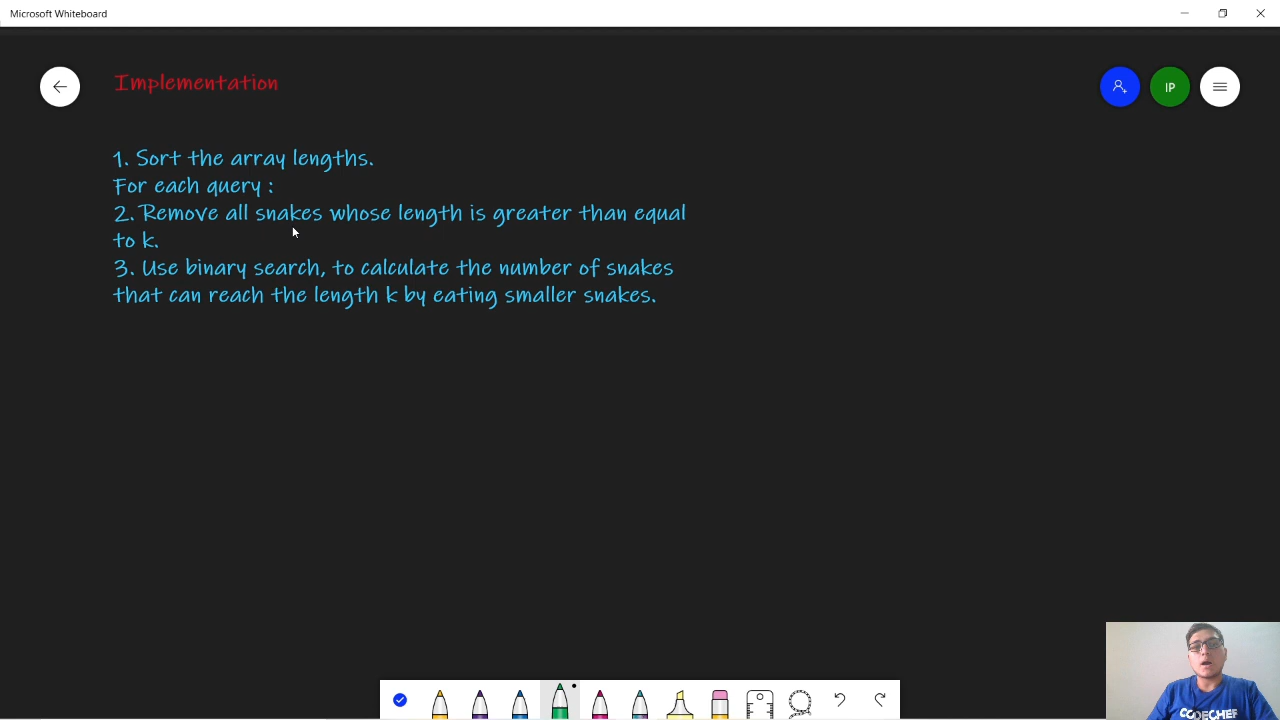 Microsoft Whiteboard
Implementation
IP
1. Sort the array lengths.
For each query :
2. Remove all snakes whose length is greater than equal
to k.
3. Use binary search, to calculate the number of snakes
that can reach the length k by eating smaller snakes.
CODECHEF